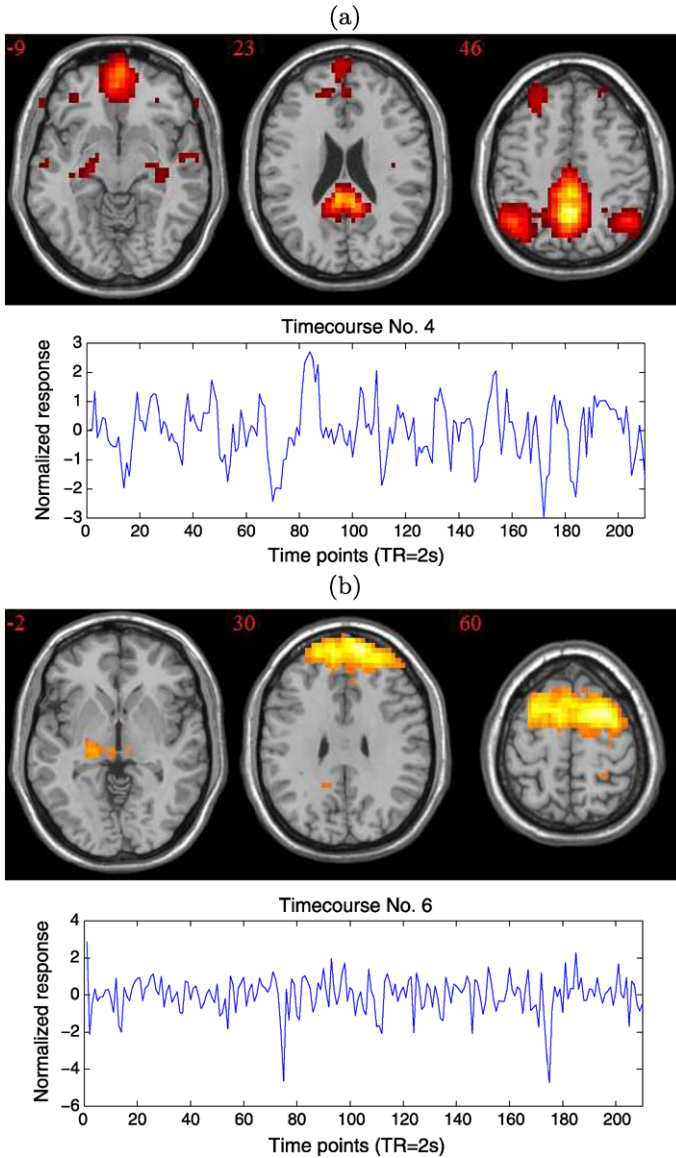 (a)
-9 23 46
Timecourse No. 4
Normalized response
3
2
1
0
-1
-2
-3
0 20 40 60 80 100 120 140 160 180 200
Time points (TR=2s)
(b)
-2 30 60
Timecourse No. 6
Normalized response
4
2
0
-2
-4
-6
0 20 40 60 80 100 120 140 160 180 200
Time points (TR=2s)